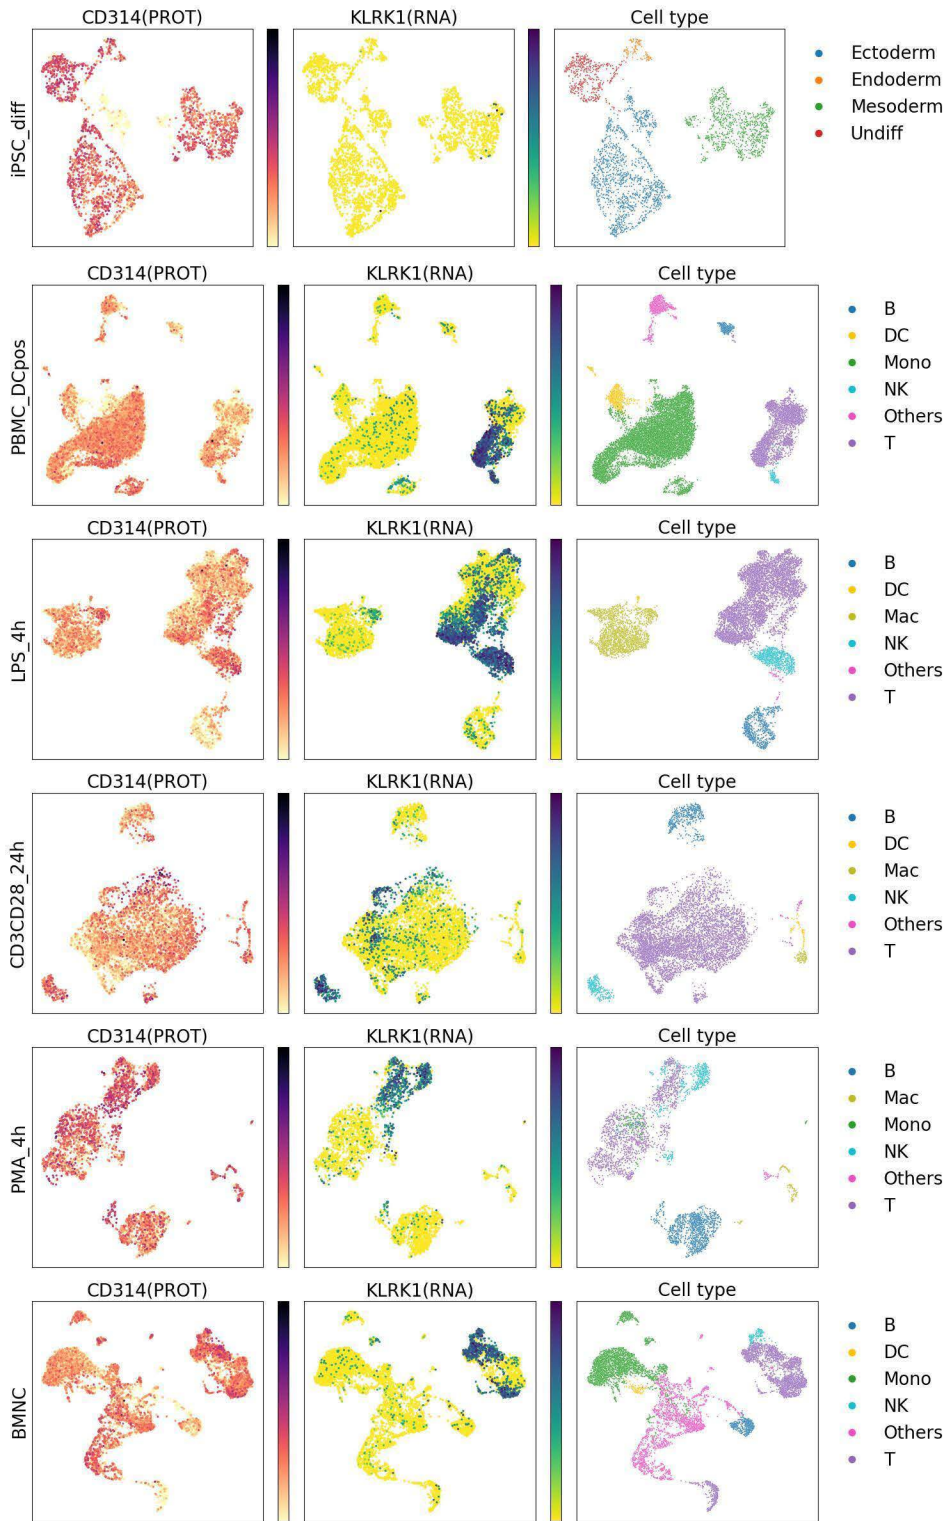 CD314(PROT) KLRK1(RNA) Cell type
iPSC_diff
Ectoderm
Endoderm
Mesoderm
Undiff
CD314(PROT) KLRK1(RNA) Cell type
PBMC_DCpos
B
DC
Mono
NK
Others
T
CD314(PROT) KLRK1(RNA) Cell type
LPS_4h
B
DC
Mac
NK
Others
T
CD314(PROT) KLRK1(RNA) Cell type
CD3CD28_24h
B
DC
Mac
NK
Others
T
CD314(PROT) KLRK1(RNA) Cell type
PMA_4h
B
Mac
Mono
NK
Others
T
CD314(PROT) KLRK1(RNA) Cell type
BMNC
B
DC
Mono
NK
Others
T